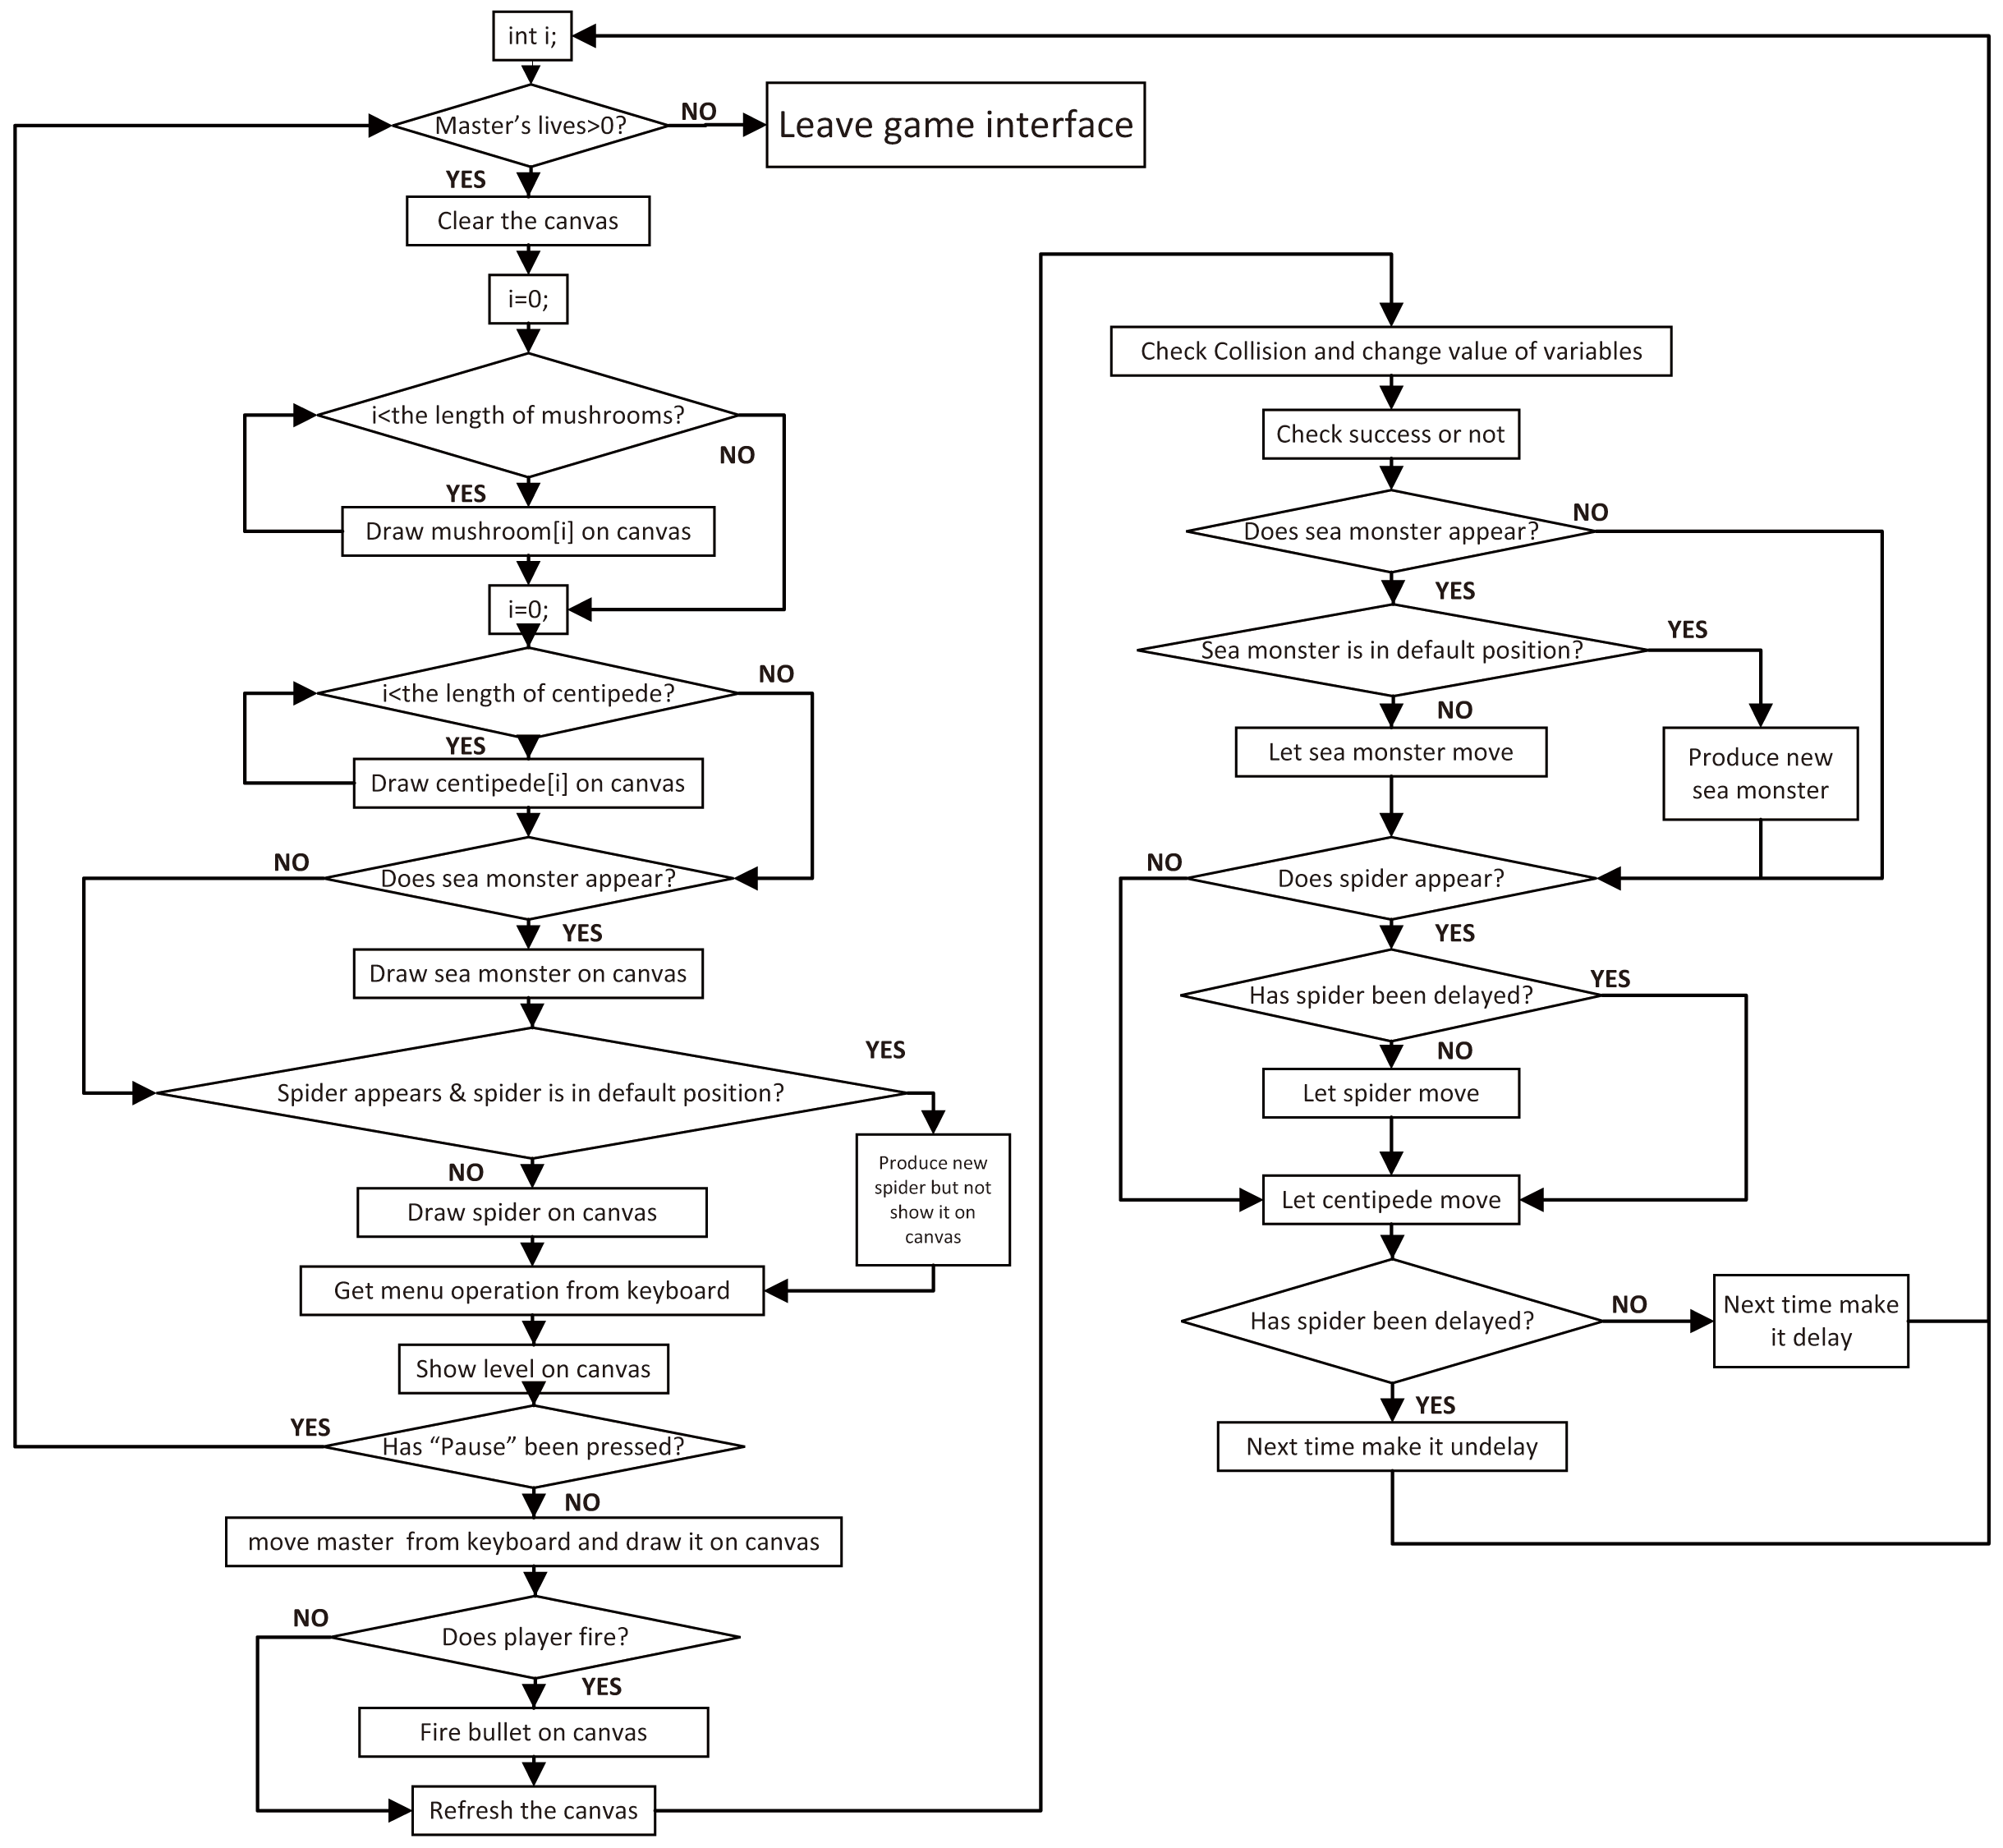 int i;
Master’s lives>0?
NO
Leave game interface
YES
Clear the canvas
i=0;
i<the length of mushrooms?
NO
YES
Draw mushroom[i] on canvas
i=0;
i<the length of centipede?
NO
YES
Draw centipede[i] on canvas
NO
Does sea monster appear?
YES
Draw sea monster on canvas
YES
Spider appears & spider is in default position?
NO
Produce new
spider but not
show it on
canvas
Draw spider on canvas
Get menu operation from keyboard
Show level on canvas
YES
Has “Pause” been pressed?
NO
move master  from keyboard and draw it on canvas
NO
Does player fire?
YES
Fire bullet on canvas
Refresh the canvas
Check Collision and change value of variables
Check success or not
NO
Does sea monster appear?
YES
Sea monster is in default position?
YES
NO
Let sea monster move
Produce new
sea monster
NO
Does spider appear?
YES
Has spider been delayed?
YES
NO
Let spider move
Let centipede move
Has spider been delayed?
NO
Next time make
it delay
YES
Next time make it undelay